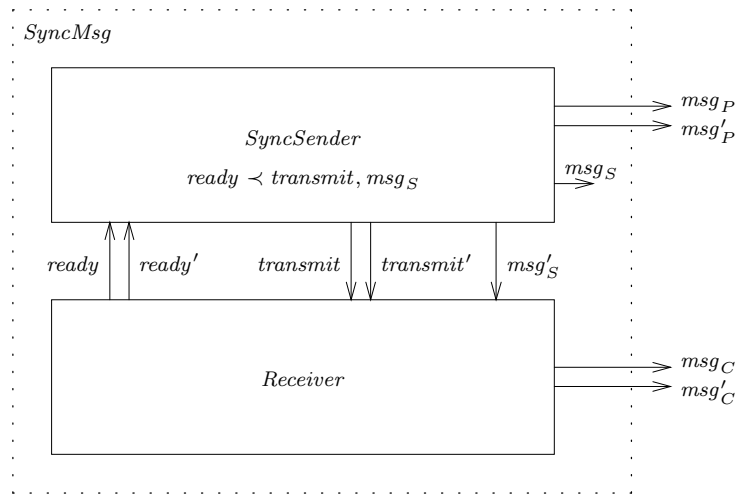 SyncMsg
msg_P
msg'_P
SyncSender
ready ≺ transmit, msg_S
msg_S
ready
ready'
transmit
transmit'
msg'_S
msg_C
msg'_C
Receiver